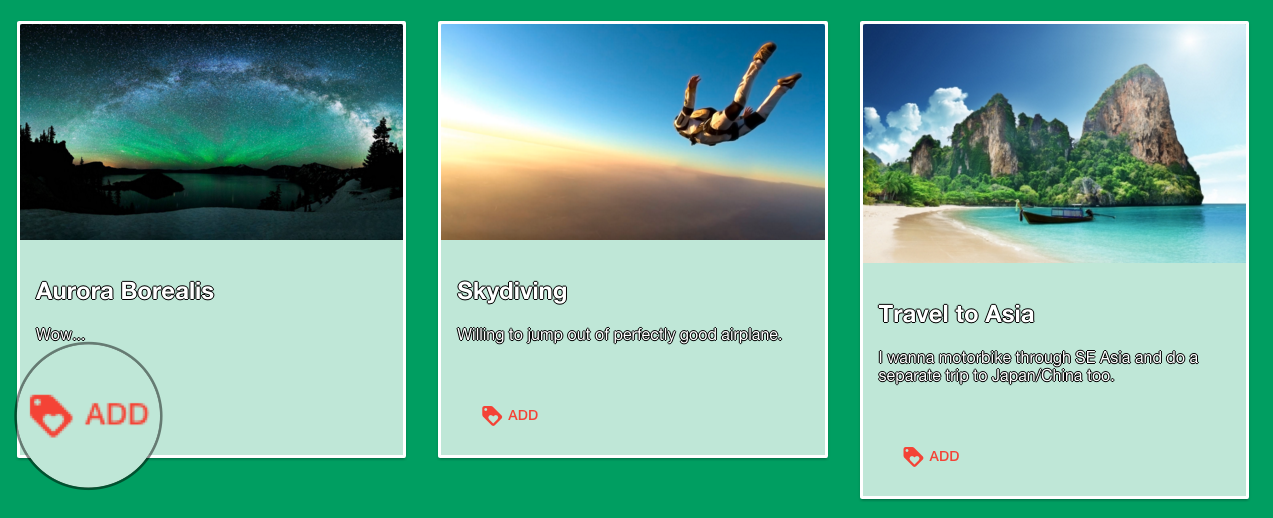 Aurora Borealis
Wow...
ADD
Skydiving
Willing to jump out of perfectly good airplane.
ADD
Travel to Asia
I wanna motorbike through SE Asia and do a
separate trip to Japan/China too.
ADD